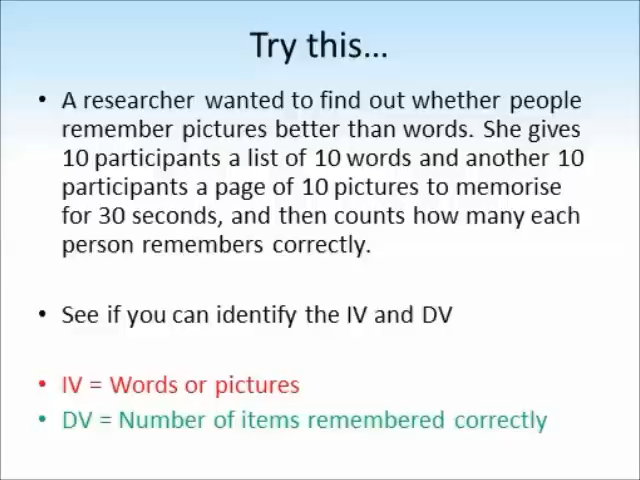 Try this...
• A researcher wanted to find out whether people
remember pictures better than words. She gives
10 participants a list of 10 words and another 10
participants a page of 10 pictures to memorise
for 30 seconds, and then counts how many each
person remembers correctly.
• See if you can identify the IV and DV
• IV = Words or pictures
• DV = Number of items remembered correctly